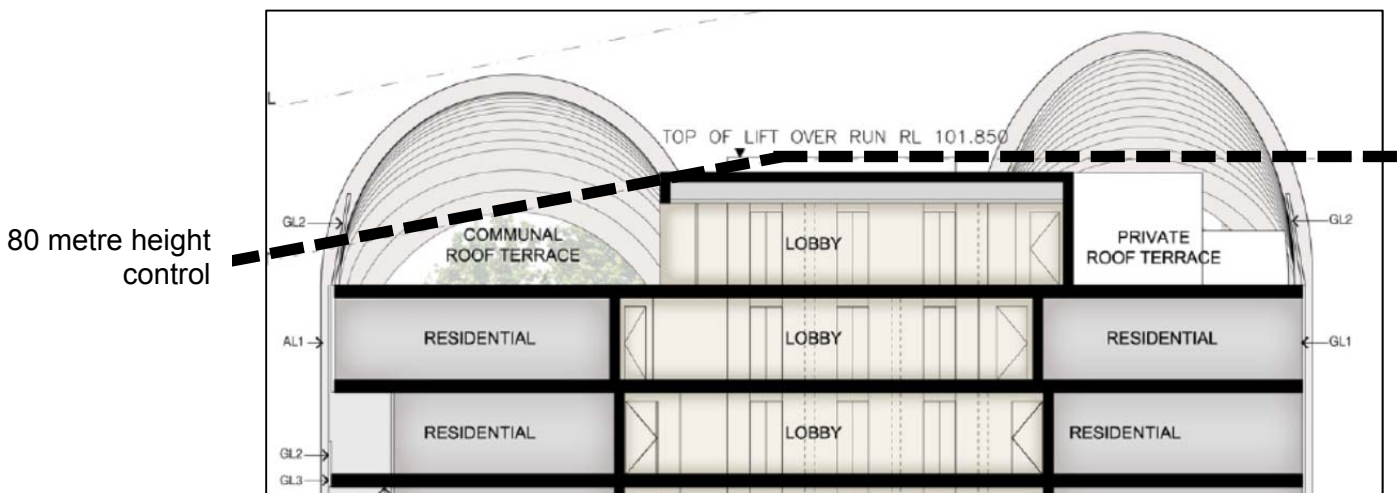 L
TOP OF LIFT OVER RUN RL 101.850
80 metre height
control
GL2
COMMUNAL
ROOF TERRACE
LOBBY
PRIVATE
ROOF TERRACE
GL2
AL1
RESIDENTIAL
LOBBY
RESIDENTIAL
GL1
RESIDENTIAL
LOBBY
RESIDENTIAL
GL2
GL3